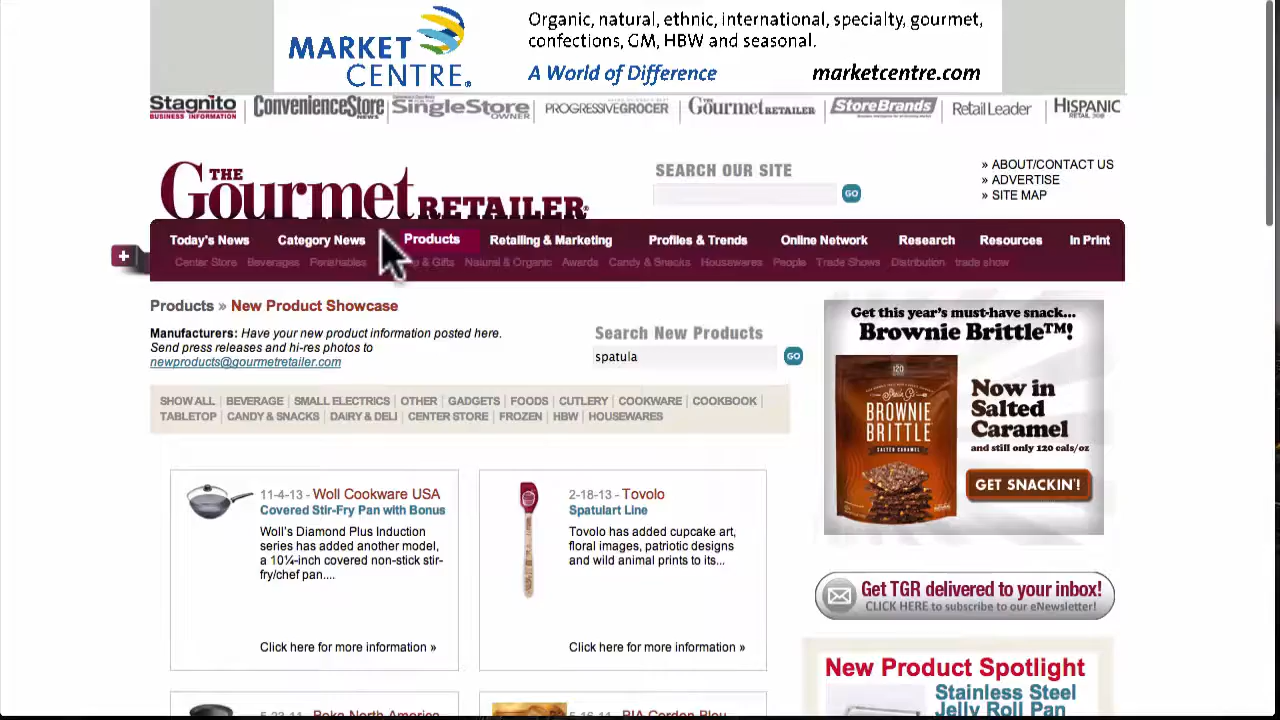 MARKET
CENTRE.
Organic, natural, ethnic, international, specialty, gourmet,
confections, GM, HBW and seasonal.
A World of Difference
marketcentre.com
Stagnito
BUSINESS INFORMATION
ConvenienceStore
NEWS
SingleStore
OWNER
PROGRESSIVEGROCER
The Gourmet RETAILER
StoreBrands
Retail Leader
HISPANIC
RETAIL 360
THE
Gourmet RETAILER
SEARCH OUR SITE
GO
» ABOUT/CONTACT US
» ADVERTISE
» SITE MAP
Today's News
Category News
Products
Retailing & Marketing
Profiles & Trends
Online Network
Research
Resources
In Print
+
Center Store
Beverages
Perishables
& Gifts
Natural & Organic
Awards
Candy & Snacks
Housewares
People
Trade Shows
Distribution
trade show
Products » New Product Showcase
Manufacturers: Have your new product information posted here.
Send press releases and hi-res photos to
newproducts@gourmetretailer.com
Search New Products
spatula
GO
SHOW ALL | BEVERAGE | SMALL ELECTRICS | OTHER | GADGETS | FOODS | CUTLERY | COOKWARE | COOKBOOK |
TABLETOP | CANDY & SNACKS | DAIRY & DELI | CENTER STORE | FROZEN | HBW | HOUSEWARES
11-4-13 - Woll Cookware USA
Covered Stir-Fry Pan with Bonus
Woll's Diamond Plus Induction
series has added another model,
a 10¼-inch covered non-stick stir-
fry/chef pan....
Click here for more information »
2-18-13 - Tovolo
Spatulart Line
Tovolo has added cupcake art,
floral images, patriotic designs
and wild animal prints to its...
Click here for more information »
Get this year's must-have snack...
Brownie Brittle™!
120
Sheila G's
BROWNIE
BRITTLE
SALTED CARAMEL
Now in
Salted
Caramel
and still only 120 cals/oz
GET SNACKIN'!
Get TGR delivered to your inbox!
CLICK HERE to subscribe to our eNewsletter!
New Product Spotlight
Stainless Steel
Jelly Roll Pan